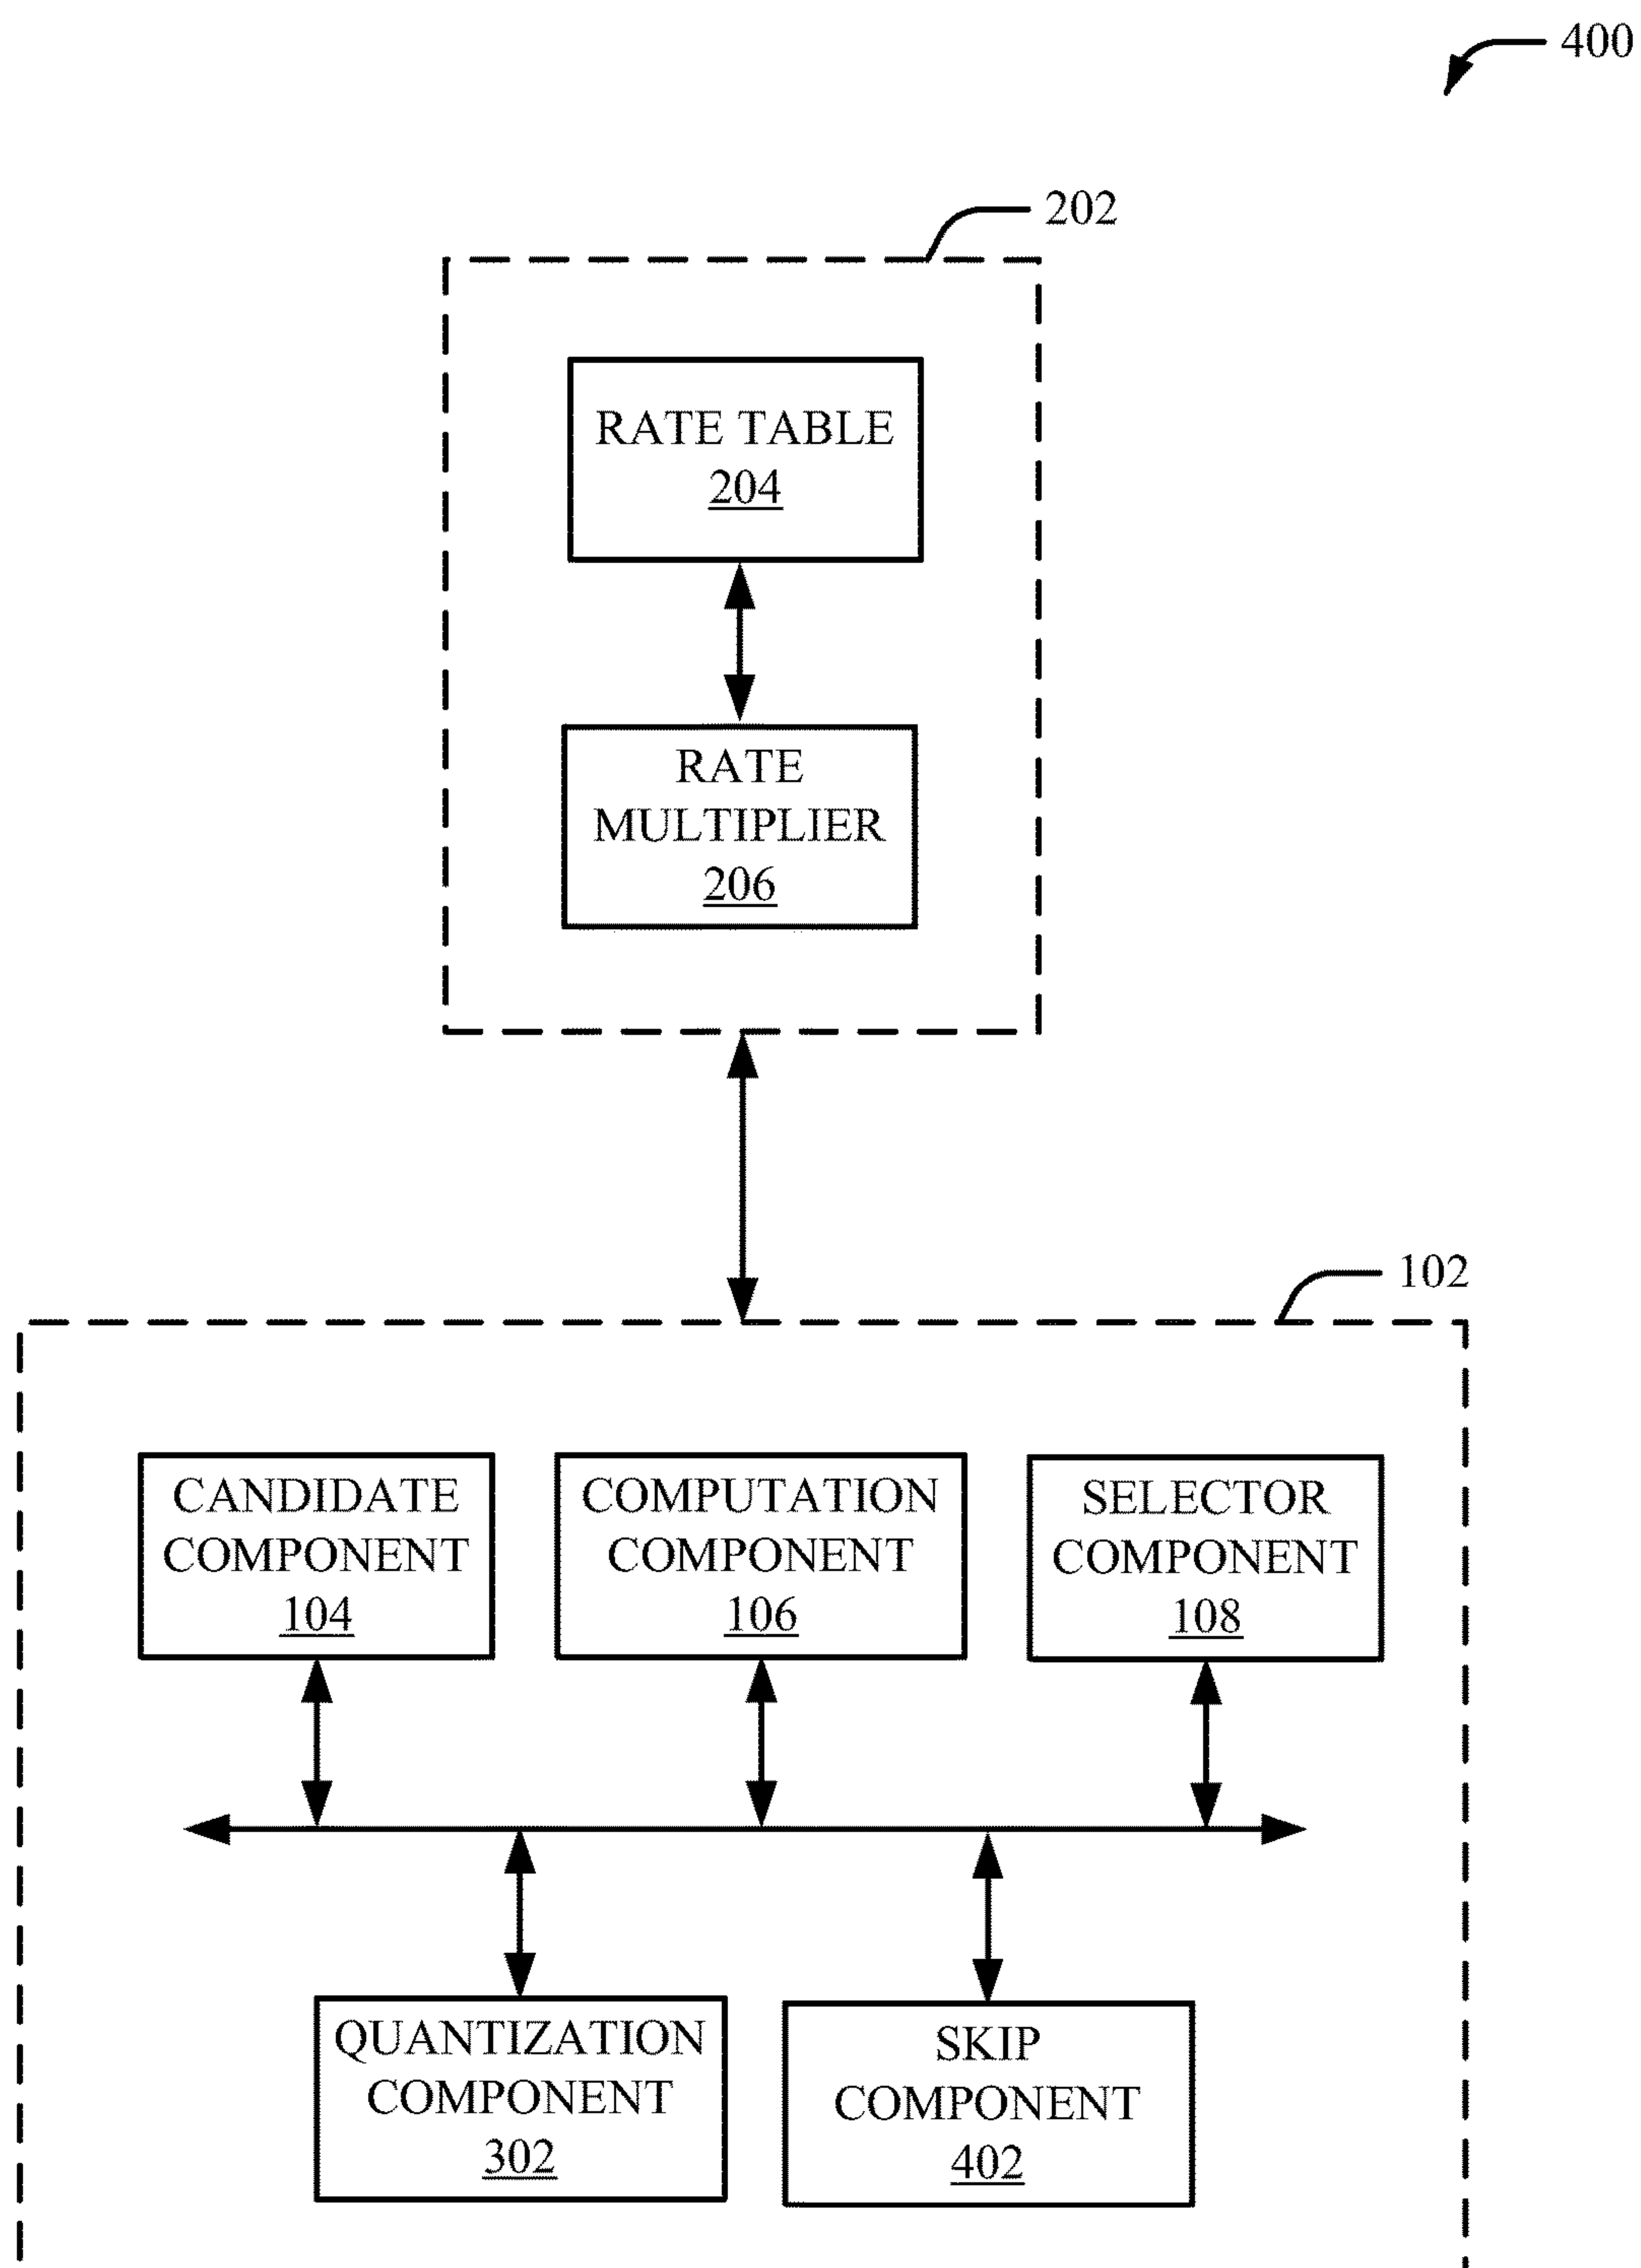 400
202
RATE TABLE
204
RATE
MULTIPLIER
206
102
CANDIDATE
COMPONENT
104
COMPUTATION
COMPONENT
106
SELECTOR
COMPONENT
108
QUANTIZATION
COMPONENT
302
SKIP
COMPONENT
402